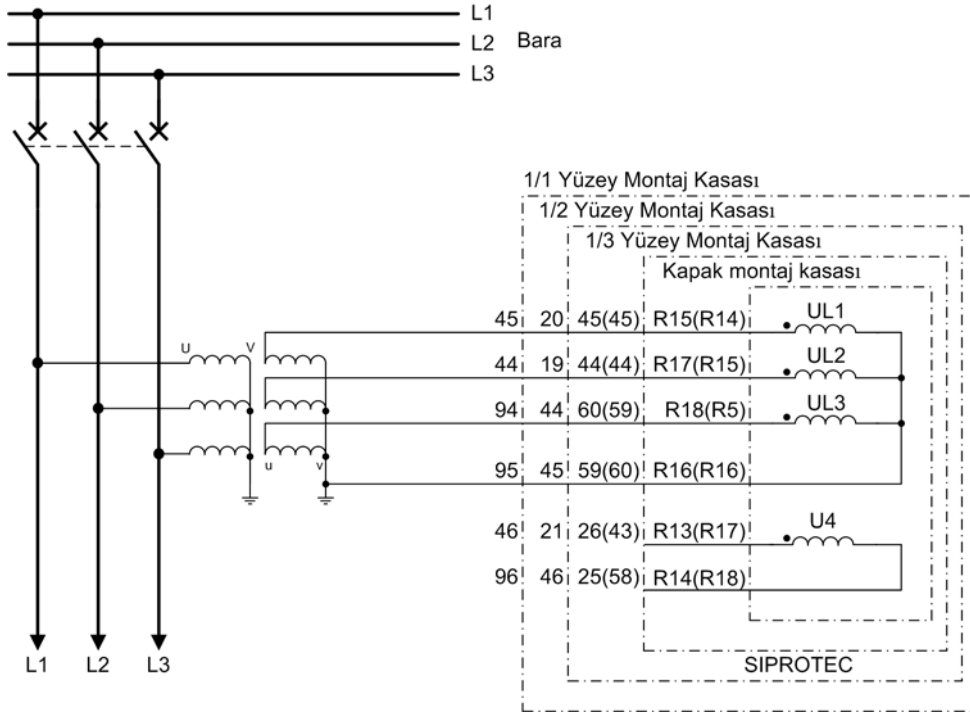 L1
L2 Bara
L3
1/1 Yüzey Montaj Kasası
1/2 Yüzey Montaj Kasası
1/3 Yüzey Montaj Kasası
Kapak montaj kasası
45 20 45(45) R15(R14) UL1
U V
44 19 44(44) R17(R15) UL2
94 44 60(59) R18(R5) UL3
u v
95 45 59(60) R16(R16)
46 21 26(43) R13(R17) U4
96 46 25(58) R14(R18)
L1 L2 L3
SIPROTEC